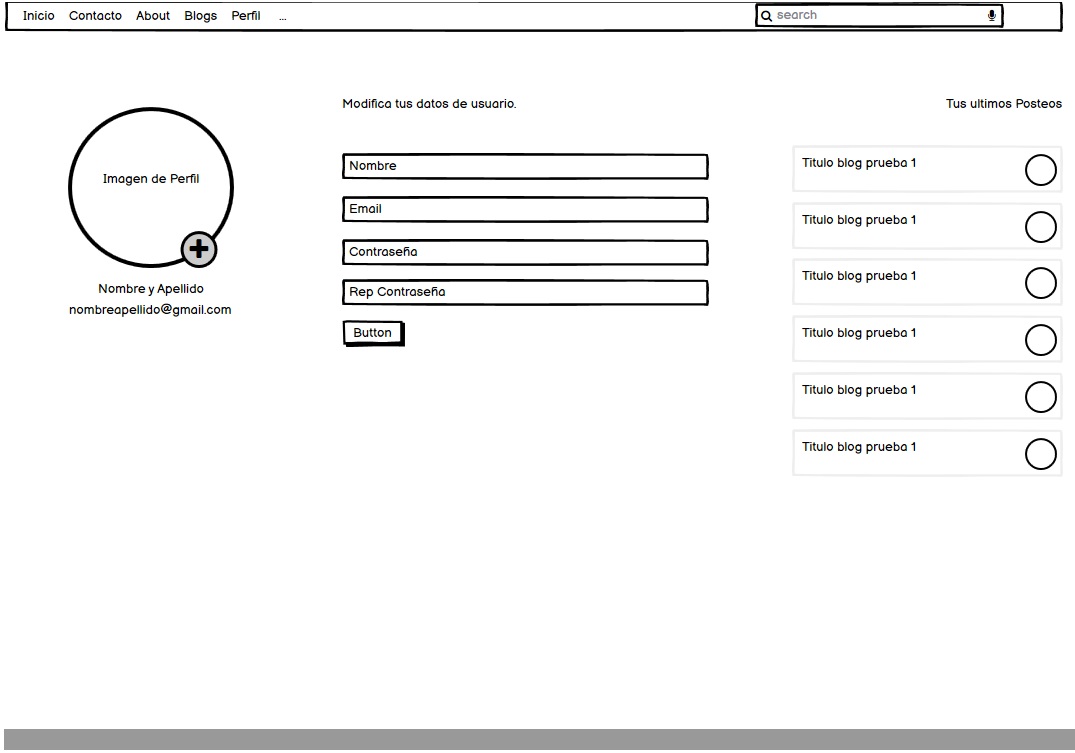 Inicio Contacto About Blogs Perfil ...
search
Imagen de Perfil
Nombre y Apellido
nombreapellido@gmail.com
Modifica tus datos de usuario.
Nombre
Email
Contraseña
Rep Contraseña
Button
Tus ultimos Posteos
Titulo blog prueba 1
Titulo blog prueba 1
Titulo blog prueba 1
Titulo blog prueba 1
Titulo blog prueba 1
Titulo blog prueba 1